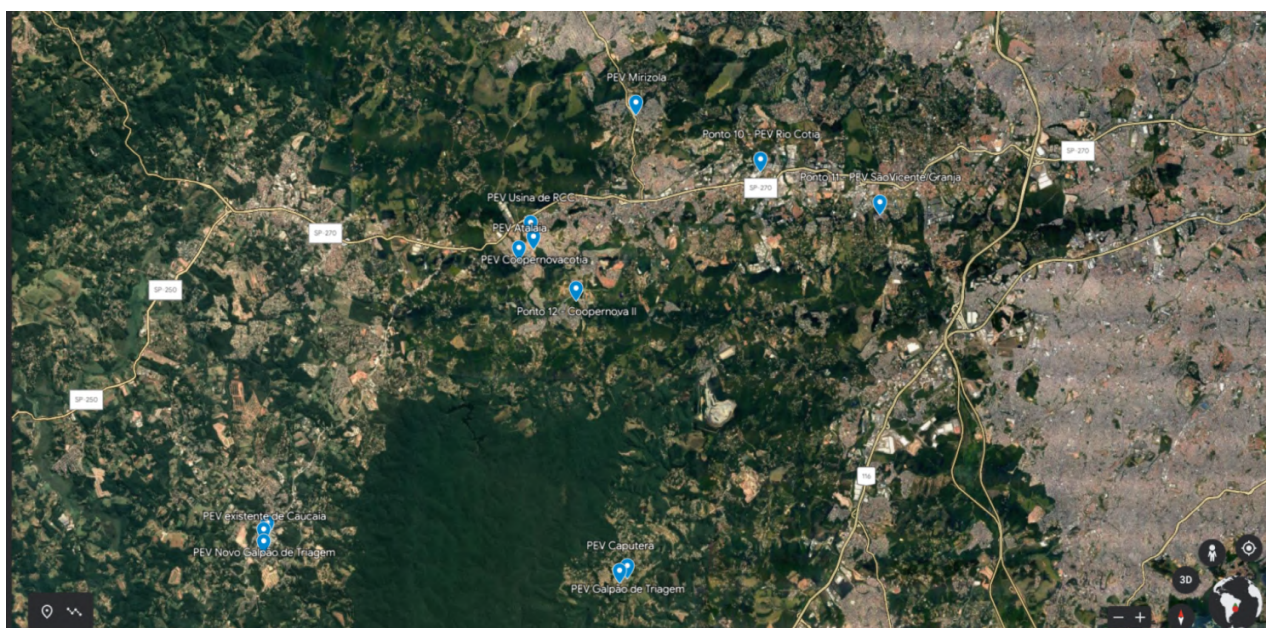 PEV Mirizola
Ponto 10 - PEV Rio Cotia
SP-270
Ponto 11 - PEV SãoVicente Granja
SP-270
PEV Usina de RCC
SP-270
PEV Atalaia
PEV Coopernovacotia
SP-250
Ponto 12 - Coopernova II
SP-250
116
PEV existente de Caucaia
PEV Novo Galpão de Triagem
PEV Caputera
PEV Galpão de Triagem
3D